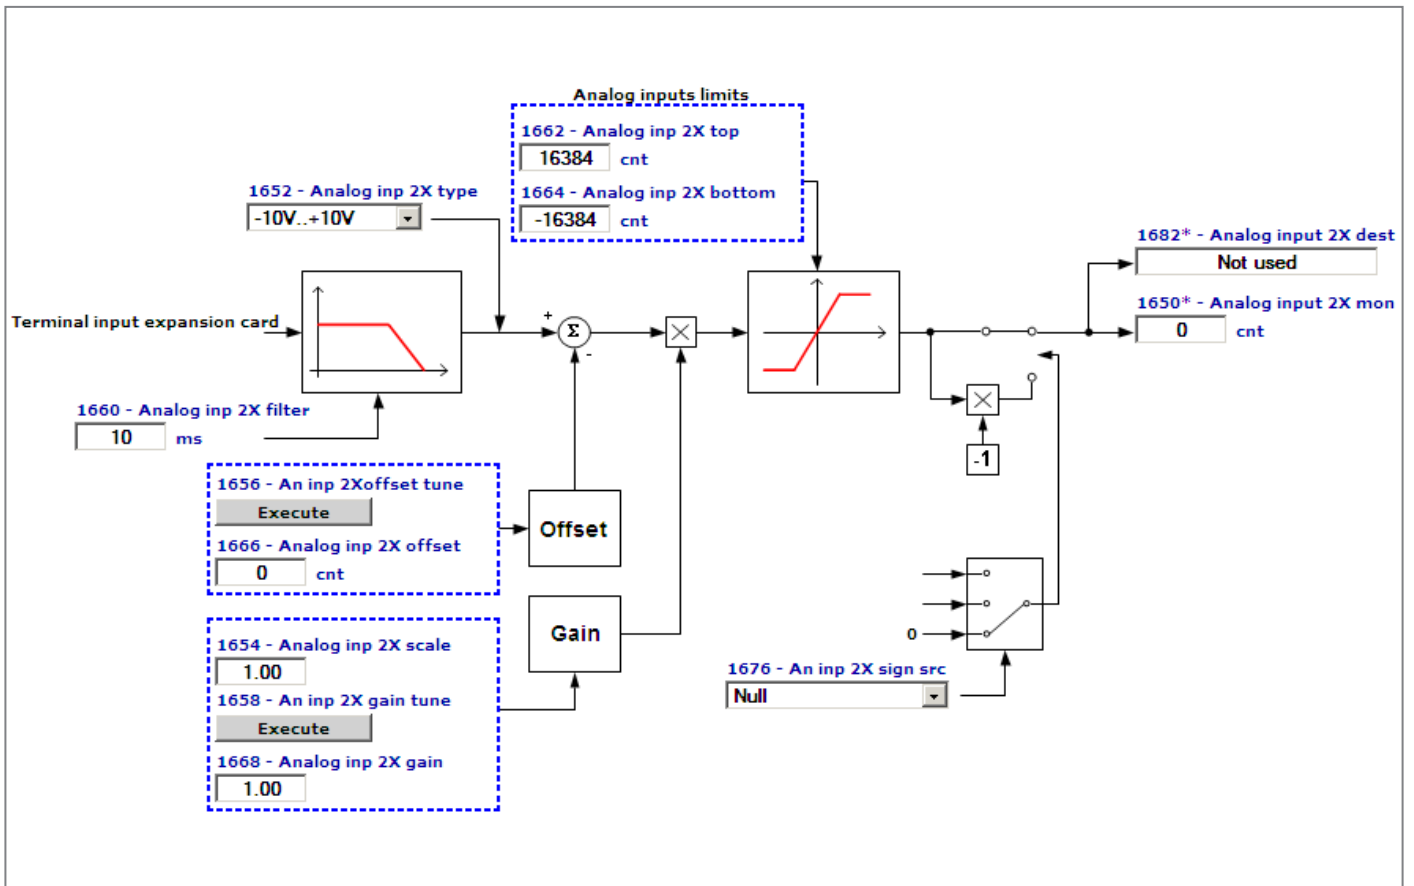 Analog inputs limits
1662 - Analog inp 2X top
16384 cnt
1652 - Analog inp 2X type
1664 - Analog inp 2X bottom
-10V..+10V
-16384 cnt
1682* - Analog input 2X dest
Not used
1650* - Analog input 2X mon
0 cnt
Terminal input expansion card
+
Σ
-
1660 - Analog inp 2X filter
10 ms
-1
1656 - An inp 2Xoffset tune
Execute
Offset
1666 - Analog inp 2X offset
0 cnt
Gain
0
1654 - Analog inp 2X scale
1.00
1676 - An inp 2X sign src
Null
1658 - An inp 2X gain tune
Execute
1668 - Analog inp 2X gain
1.00